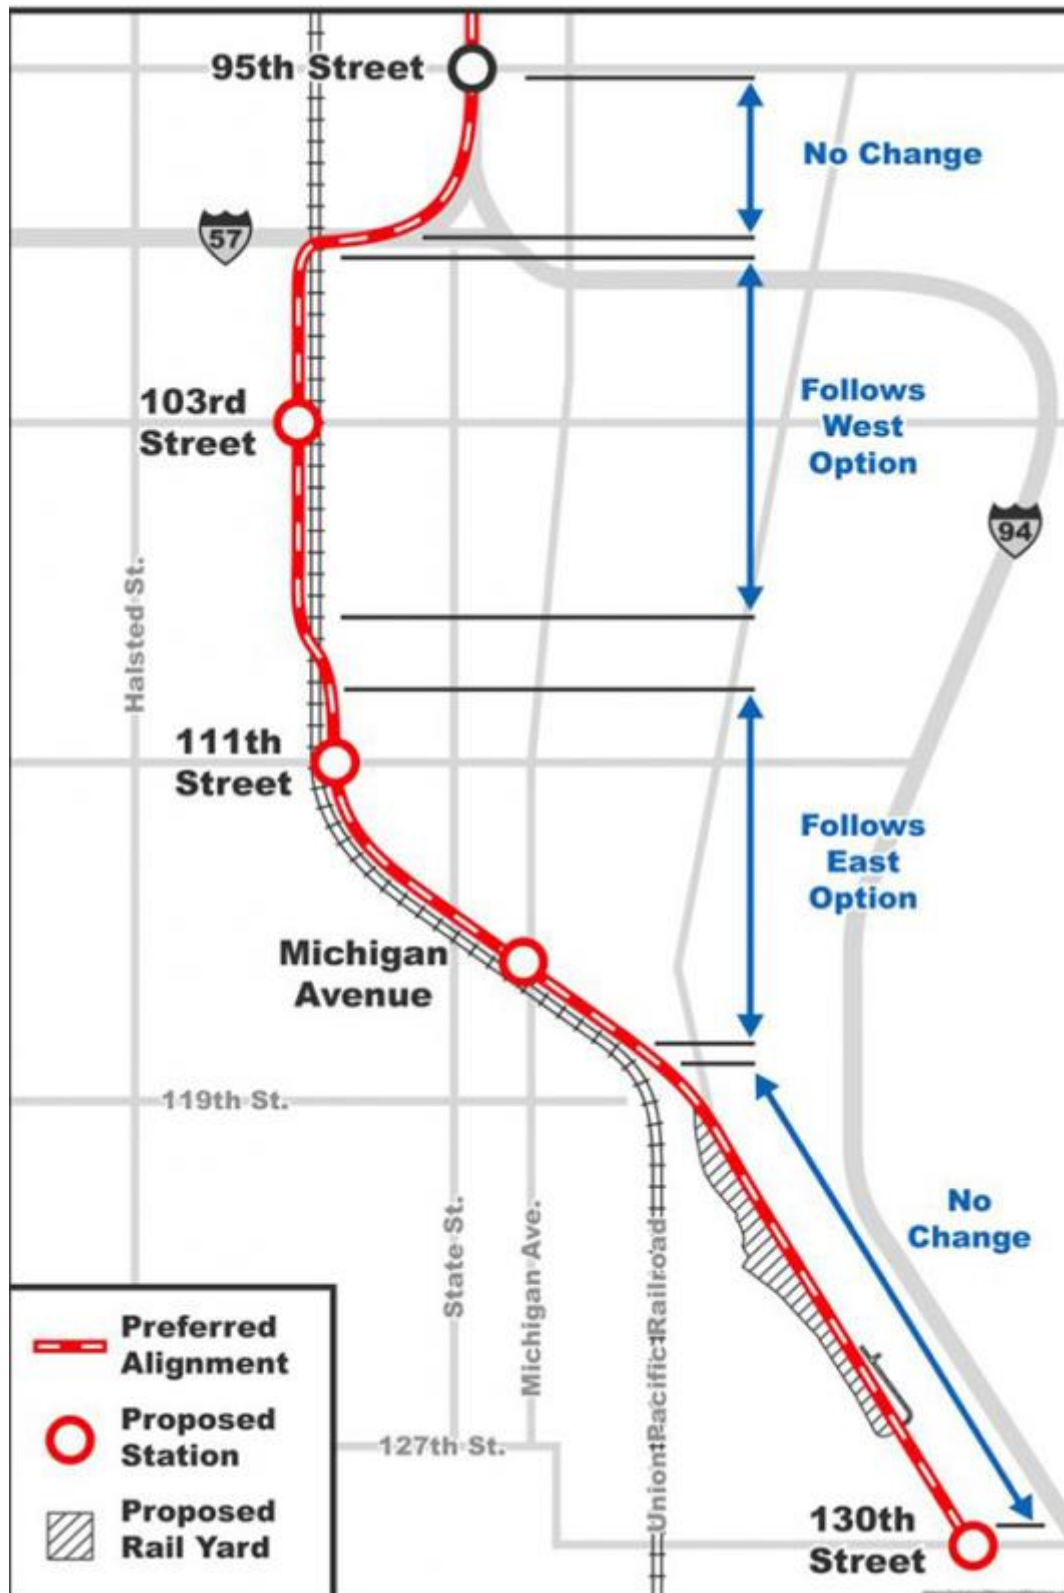 95th Street
No Change
57
103rd
Street
Follows
West
Option
94
Halsted St.
111th
Street
Follows
East
Option
Michigan
Avenue
119th St.
No
Change
State St.
Michigan Ave.
Union Pacific Railroad
Preferred
Alignment
Proposed
Station
127th St.
Proposed
Rail Yard
130th
Street